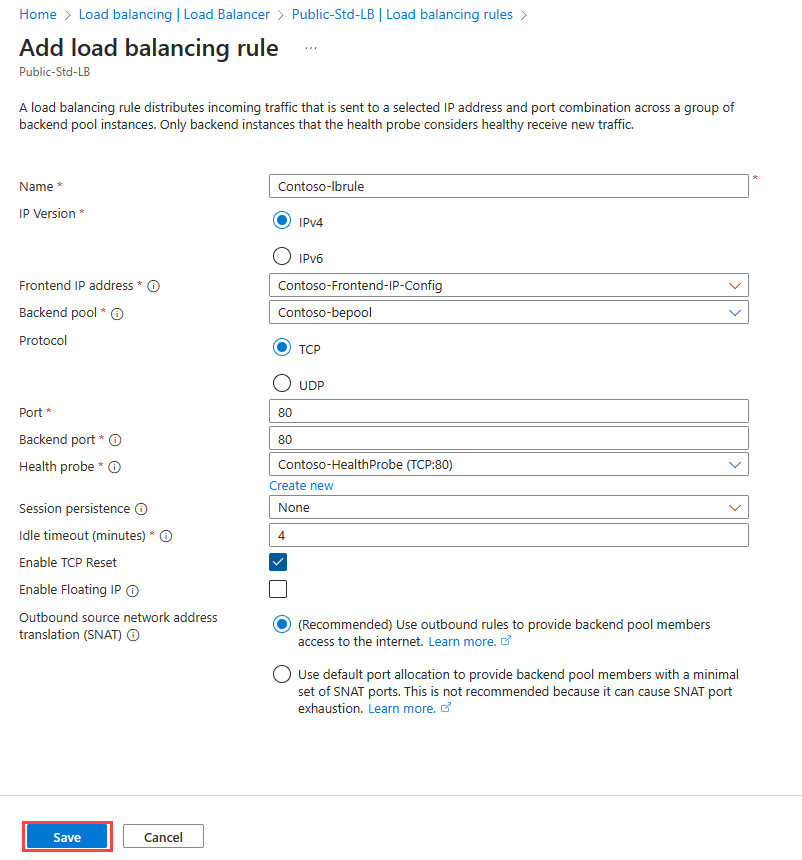 Home > Load balancing | Load Balancer > Public-Std-LB | Load balancing rules >
Add load balancing rule ...
Public-Std-LB
A load balancing rule distributes incoming traffic that is sent to a selected IP address and port combination across a group of
backend pool instances. Only backend instances that the health probe considers healthy receive new traffic.
Name * Contoso-lbrule *
IP Version * IPv4
IPv6
Frontend IP address * Contoso-Frontend-IP-Config
Backend pool * Contoso-bepool
Protocol TCP
UDP
Port * 80
Backend port * 80
Health probe * Contoso-HealthProbe (TCP:80)
Create new
Session persistence None
Idle timeout (minutes) * 4
Enable TCP Reset
Enable Floating IP
Outbound source network address
translation (SNAT)
(Recommended) Use outbound rules to provide backend pool members
access to the internet. Learn more.
Use default port allocation to provide backend pool members with a minimal
set of SNAT ports. This is not recommended because it can cause SNAT port
exhaustion. Learn more.
Save Cancel